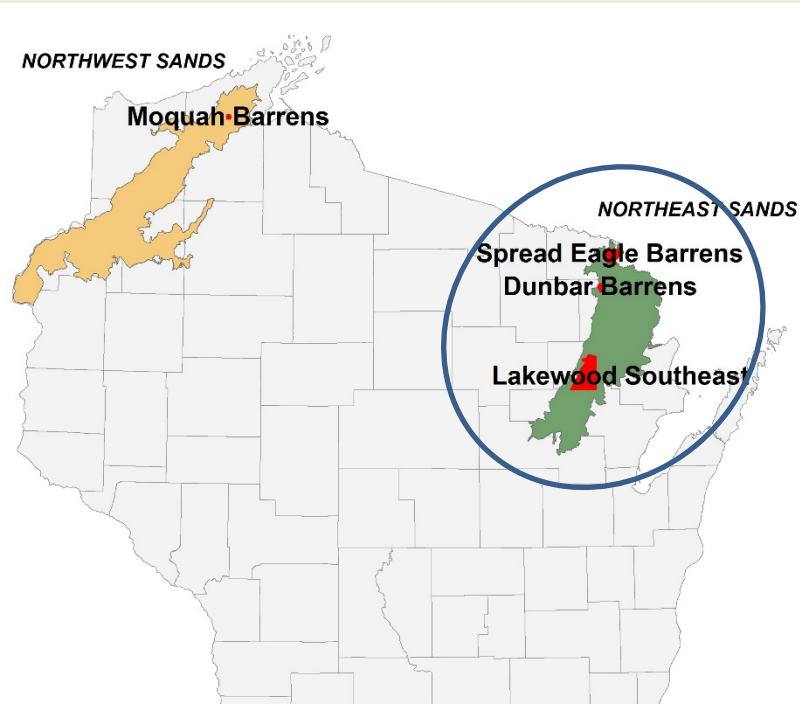 NORTHWEST SANDS
Moquah Barrens
NORTHEAST SANDS
Spread Eagle Barrens
Dunbar Barrens
Lakewood Southeast